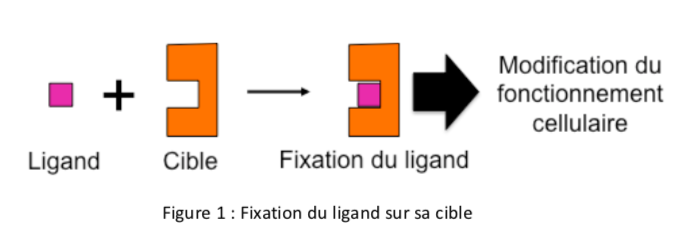 Modification du
fonctionnement
cellulaire
+
Ligand
Cible
Fixation du ligand
Figure 1 : Fixation du ligand sur sa cible